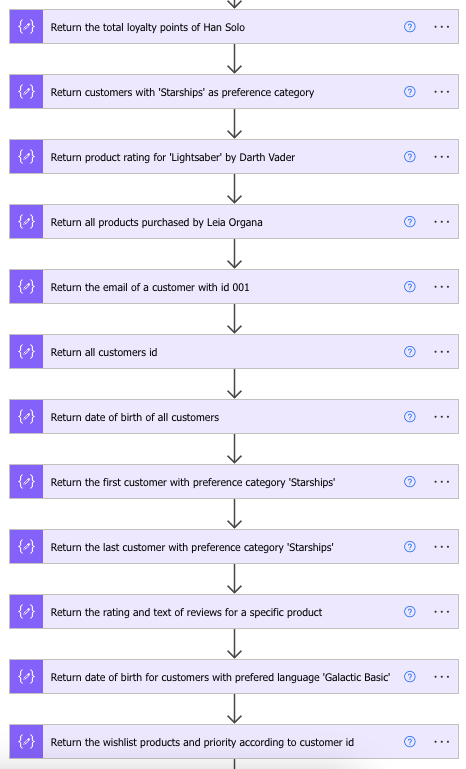 Return the total loyalty points of Han Solo
Return customers with 'Starships' as preference category
Return product rating for 'Lightsaber' by Darth Vader
Return all products purchased by Leia Organa
Return the email of a customer with id 001
Return all customers id
Return date of birth of all customers
Return the first customer with preference category 'Starships'
Return the last customer with preference category 'Starships'
Return the rating and text of reviews for a specific product
Return date of birth for customers with prefered language 'Galactic Basic'
Return the wishlist products and priority according to customer id